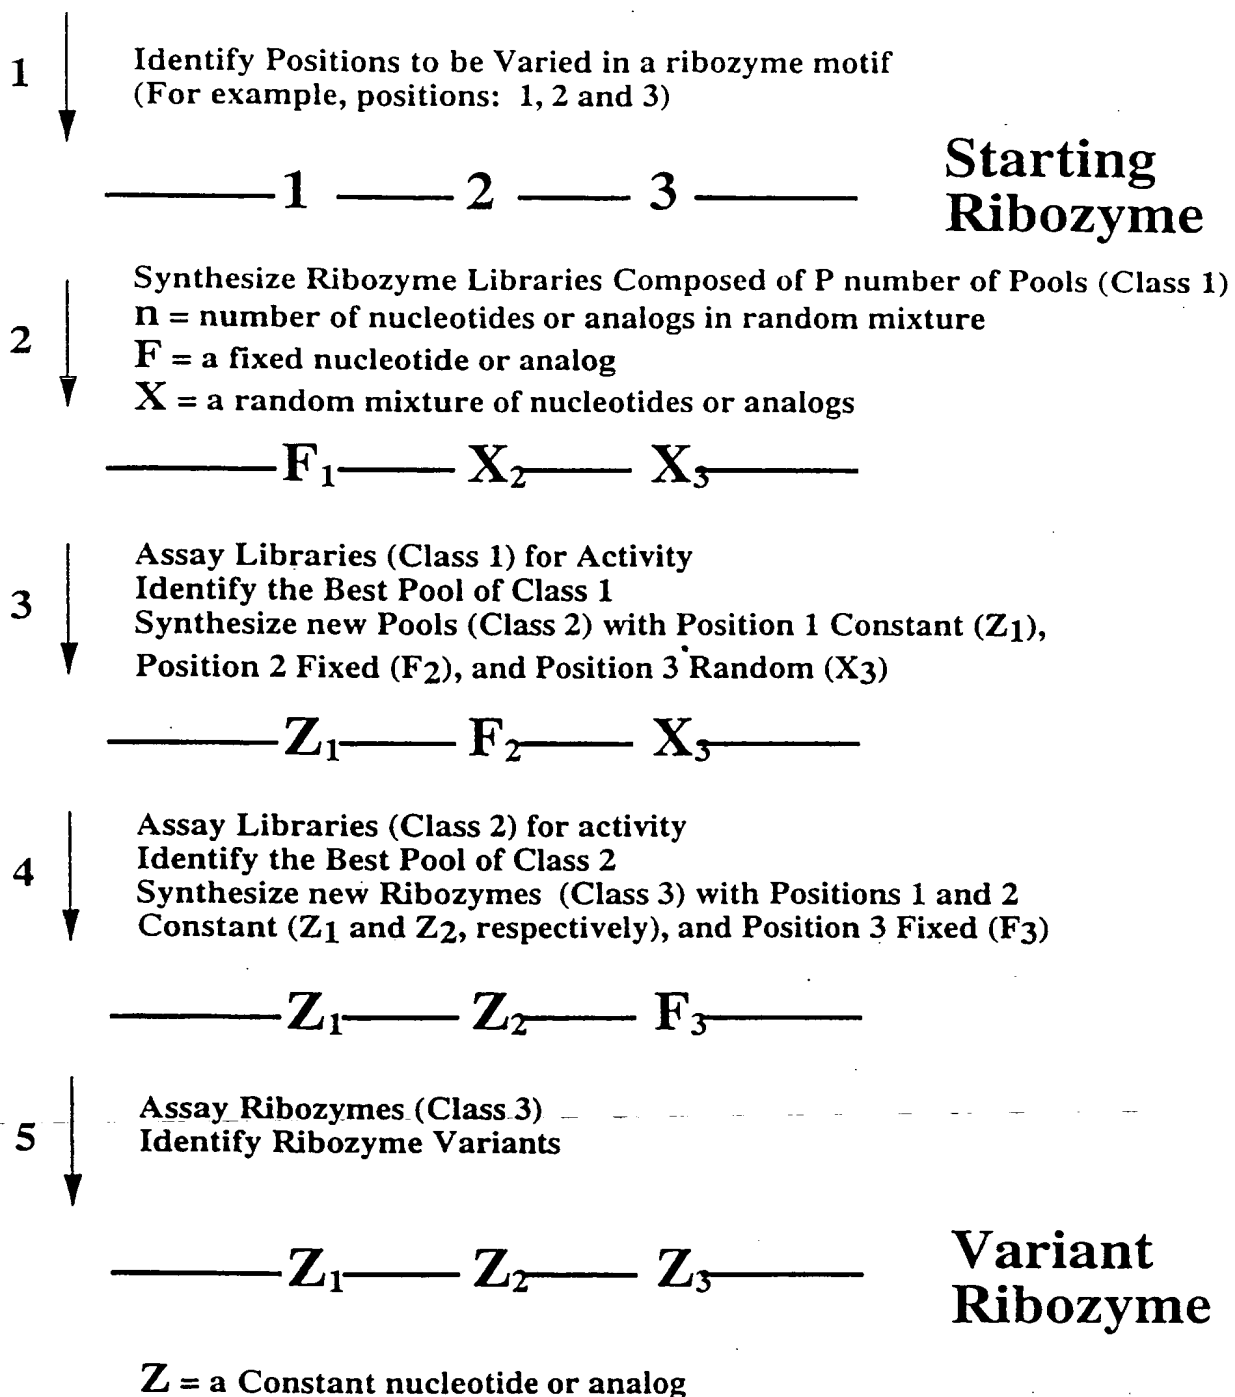 1
Identify Positions to be Varied in a ribozyme motif
(For example, positions: 1, 2 and 3)
1 2 3
Starting
Ribozyme
2
Synthesize Ribozyme Libraries Composed of P number of Pools (Class 1)
n = number of nucleotides or analogs in random mixture
F = a fixed nucleotide or analog
X = a random mixture of nucleotides or analogs
F1 X2 X3
3
Assay Libraries (Class 1) for Activity
Identify the Best Pool of Class 1
Synthesize new Pools (Class 2) with Position 1 Constant (Z1),
Position 2 Fixed (F2), and Position 3 Random (X3)
Z1 F2 X3
4
Assay Libraries (Class 2) for activity
Identify the Best Pool of Class 2
Synthesize new Ribozymes (Class 3) with Positions 1 and 2
Constant (Z1 and Z2, respectively), and Position 3 Fixed (F3)
Z1 Z2 F3
5
Assay Ribozymes (Class 3)
Identify Ribozyme Variants
Z1 Z2 Z3
Variant
Ribozyme
Z = a Constant nucleotide or analog